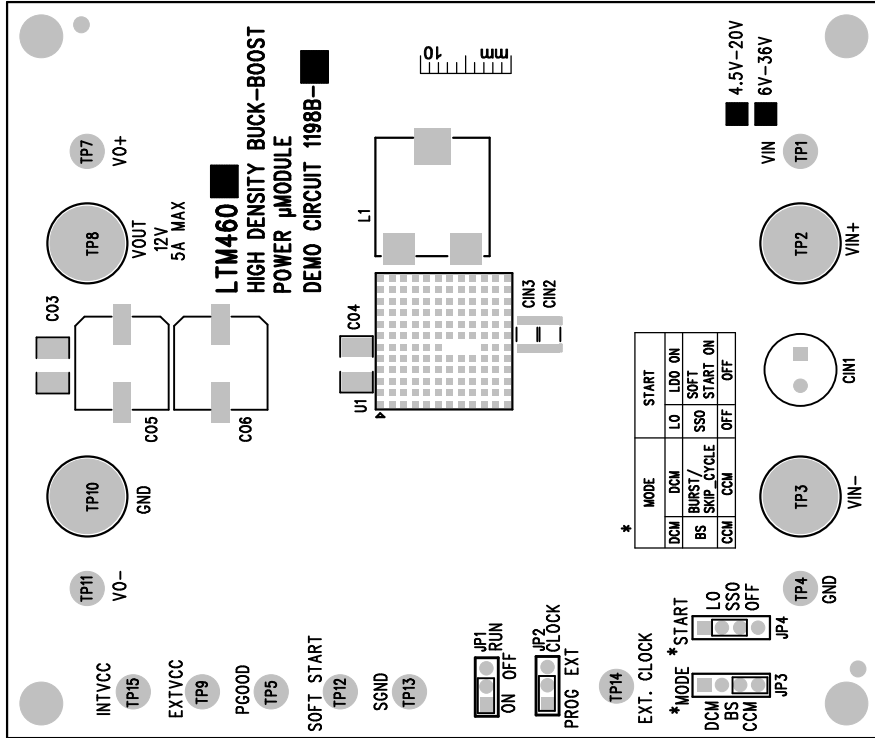 TP7
VO+
TP8
VOUT
12V
5A MAX
LTM460
HIGH DENSITY BUCK-BOOST
POWER µMODULE
DEMO CIRCUIT 1198B-
10 mm
4.5V-20V
6V-36V
VIN
TP1
TP2
VIN+
L1
CO3
CO4
CIN3
CIN2
U1
CO5
CO6
CIN1
TP10
GND
TP11
VO-
*
MODE START
DCM DCM LO LDO ON
BS BURST/ SKIP_CYCLE SSO SOFT START ON
CCM CCM OFF OFF
TP3
VIN-
TP4
GND
INTVCC
TP15
EXTVCC
TP9
PGOOD
TP5
SOFT START
TP12
SGND
TP13
JP1
RUN
ON OFF
JP2
CLOCK
PROG EXT
TP14
EXT. CLOCK
*START
LO
SSO
OFF
JP4
*MODE
DCM
BS
CCM
JP3